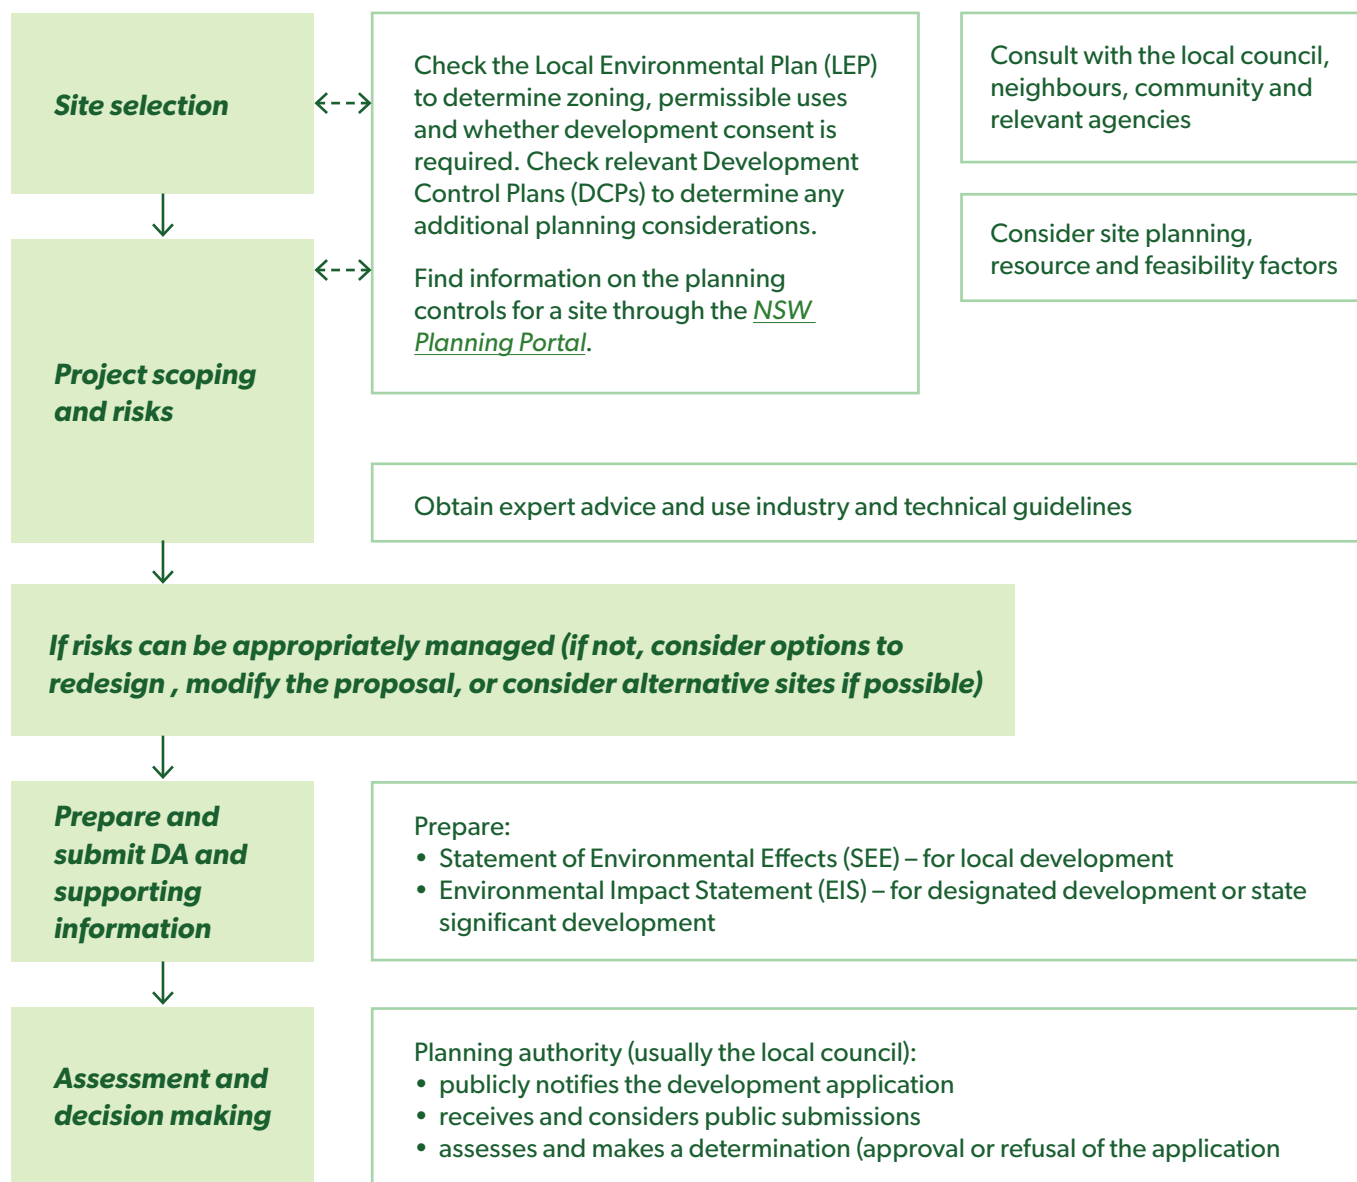 Site selection
Check the Local Environmental Plan (LEP)
to determine zoning, permissible uses
and whether development consent is
required. Check relevant Development
Control Plans (DCPs) to determine any
additional planning considerations.
Find information on the planning
controls for a site through the NSW
Planning Portal.
Consult with the local council,
neighbours, community and
relevant agencies
Consider site planning,
resource and feasibility factors
Project scoping
and risks
Obtain expert advice and use industry and technical guidelines
If risks can be appropriately managed (if not, consider options to
redesign , modify the proposal, or consider alternative sites if possible)
Prepare and
submit DA and
supporting
information
Prepare:
• Statement of Environmental Effects (SEE) – for local development
• Environmental Impact Statement (EIS) – for designated development or state
significant development
Assessment and
decision making
Planning authority (usually the local council):
• publicly notifies the development application
• receives and considers public submissions
• assesses and makes a determination (approval or refusal of the application